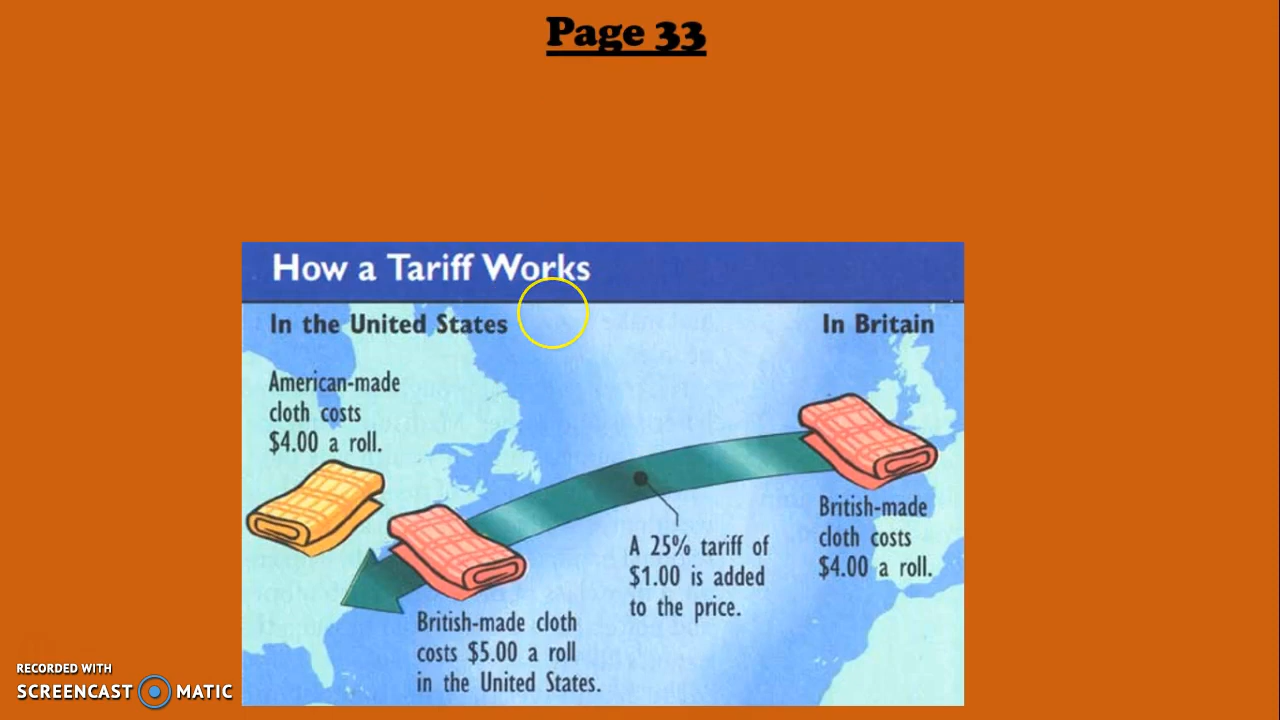 Page 33
How a Tariff Works
In the United States
In Britain
American-made
cloth costs
$4.00 a roll.
A 25% tariff of
$1.00 is added
to the price.
British-made
cloth costs
$4.00 a roll.
British-made cloth
costs $5.00 a roll
in the United States.
RECORDED WITH
SCREENCAST MATIC